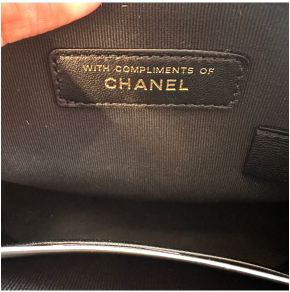 WITH COMPLIMENTS OF
CHANEL